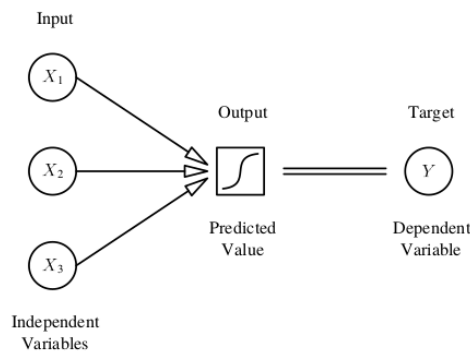 Input
X₁
Output
Target
X₂
Y
Predicted
Value
Dependent
Variable
X₃
Independent
Variables